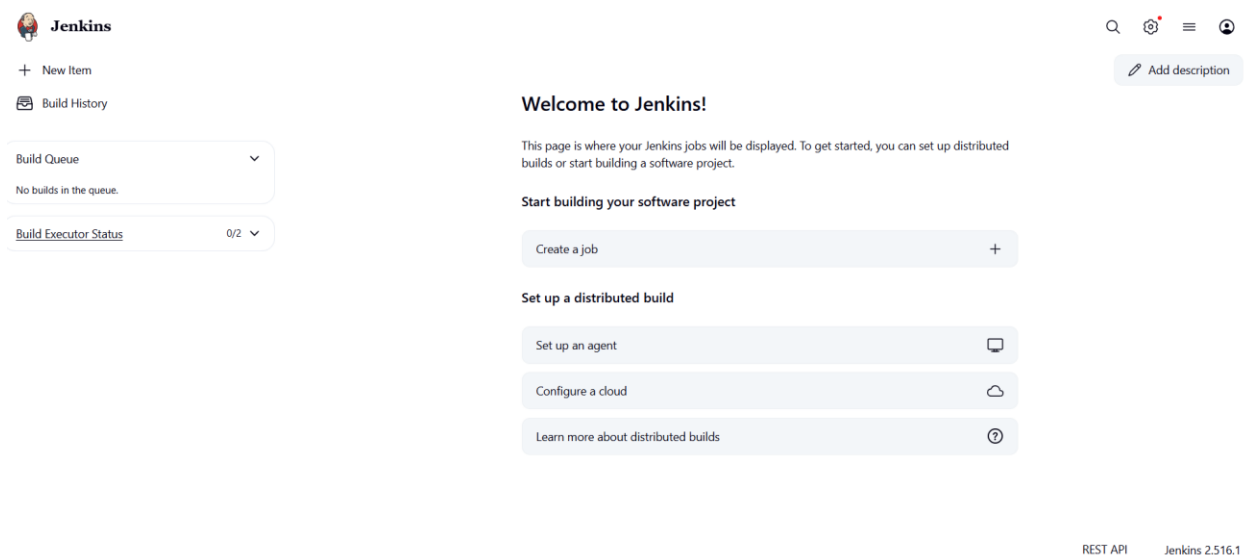 Jenkins
New Item
Build History
Add description
Build Queue
No builds in the queue.
Build Executor Status 0/2
Welcome to Jenkins!
This page is where your Jenkins jobs will be displayed. To get started, you can set up distributed
builds or start building a software project.
Start building your software project
Create a job
Set up a distributed build
Set up an agent
Configure a cloud
Learn more about distributed builds
REST API Jenkins 2.516.1